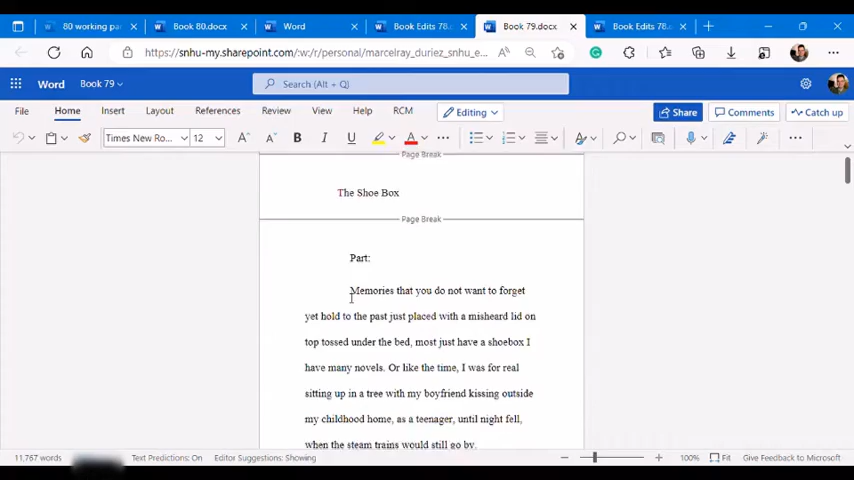 80 working par
Book 80.docx
Word
Book Edits 78.
Book 79.docx
Book Edits 78.c
https://snhu-my.sharepoint.com/:w:/r/personal/marcelray_duriez_snhu_e...
Word
Book 79
Search (Alt + Q)
File
Home
Insert
Layout
References
Review
View
Help
RCM
Editing
Share
Comments
Catch up
Times New Ro...
12
Page Break
The Shoe Box
Page Break
Part:
Memories that you do not want to forget
yet hold to the past just placed with a misheard lid on
top tossed under the bed, most just have a shoebox I
have many novels. Or like the time, I was for real
sitting up in a tree with my boyfriend kissing outside
my childhood home, as a teenager, until night fell,
when the steam trains would still go by.
11,767 words
Text Predictions: On
Editor Suggestions: Showing
100%
Fit
Give Feedback to Microsoft